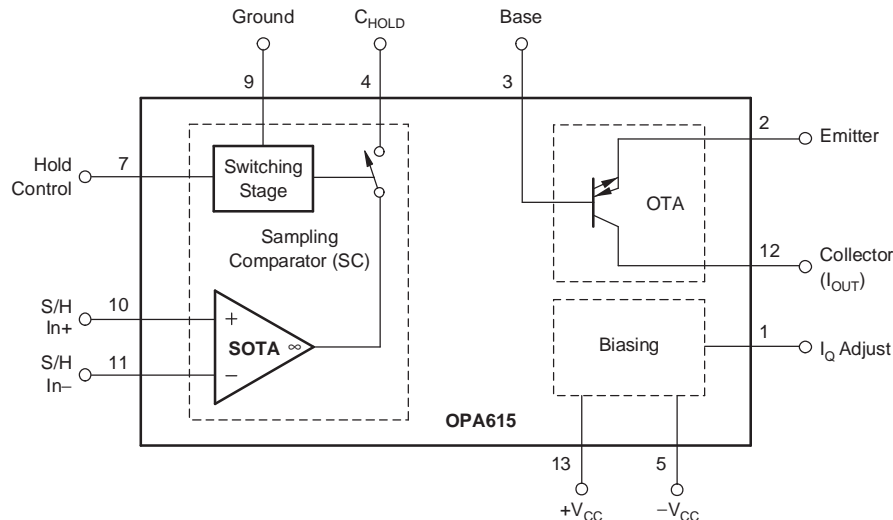 Ground
C_HOLD
Base
9
4
3
2
Emitter
Hold
Control
7
Switching
Stage
OTA
Sampling
Comparator (SC)
12
Collector
(I_OUT)
S/H
In+
10
+
SOTA ∞
S/H
In−
11
−
Biasing
1
I_Q Adjust
OPA615
13
5
+V_CC
−V_CC